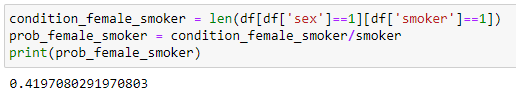 condition_female_smoker = len(df[df['sex']==1][df['smoker']==1])
prob_female_smoker = condition_female_smoker/smoker
print(prob_female_smoker)
0.4197080291970803